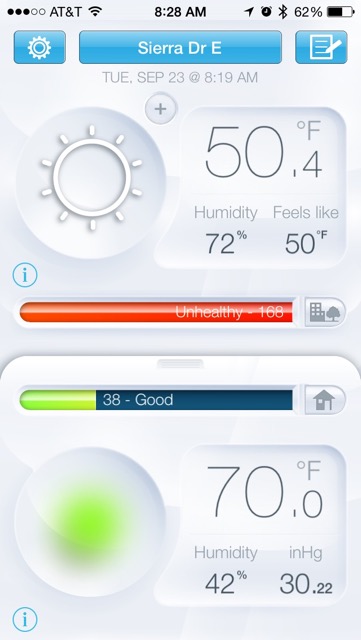 AT&T 8:28 AM 62%
Sierra Dr E
TUE, SEP 23 @ 8:19 AM
+
50.4 °F
Humidity Feels like
72% 50°F
i
Unhealthy - 168
38 - Good
70.0 °F
Humidity inHg
42% 30.22
i